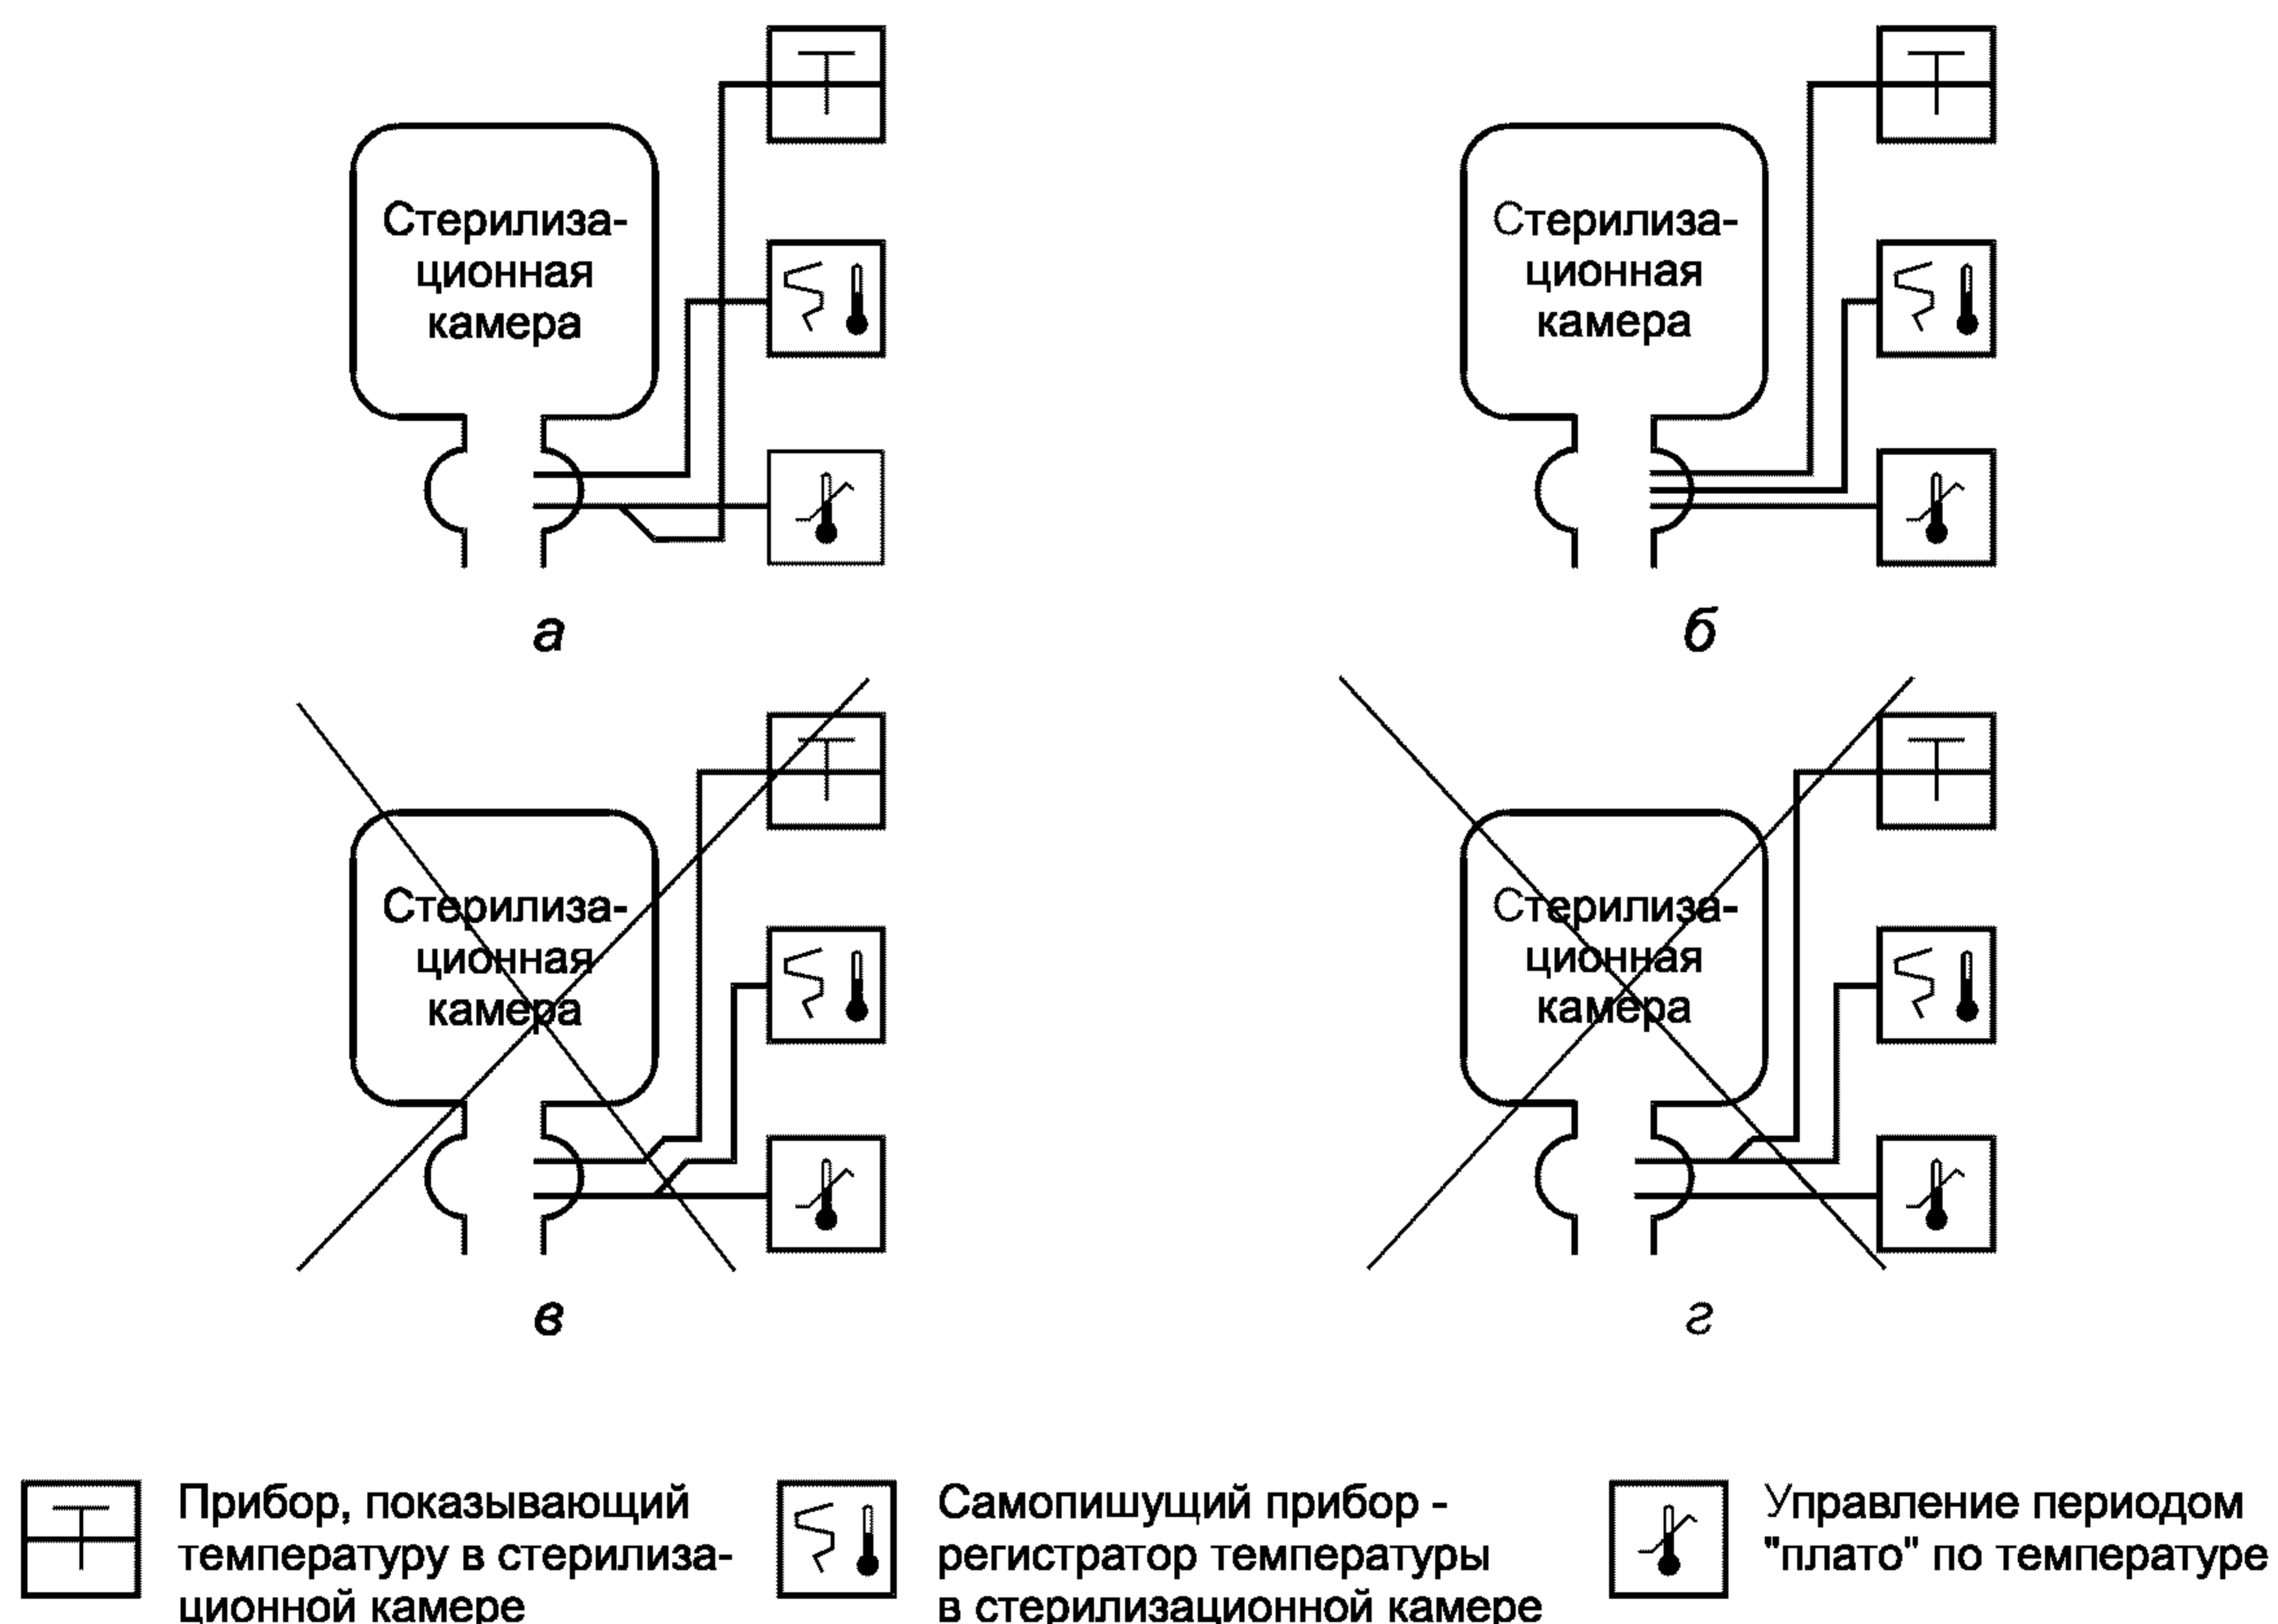 Стерилиза-
ционная
камера
а
Стерилиза-
ционная
камера
б
Стерилиза-
ционная
камера
в
Стерилиза-
ционная
камера
г
Прибор, показывающий
температуру в стерилиза-
ционной камере
Самопишущий прибор -
регистратор температуры
в стерилизационной камере
Управление периодом
"плато" по температуре